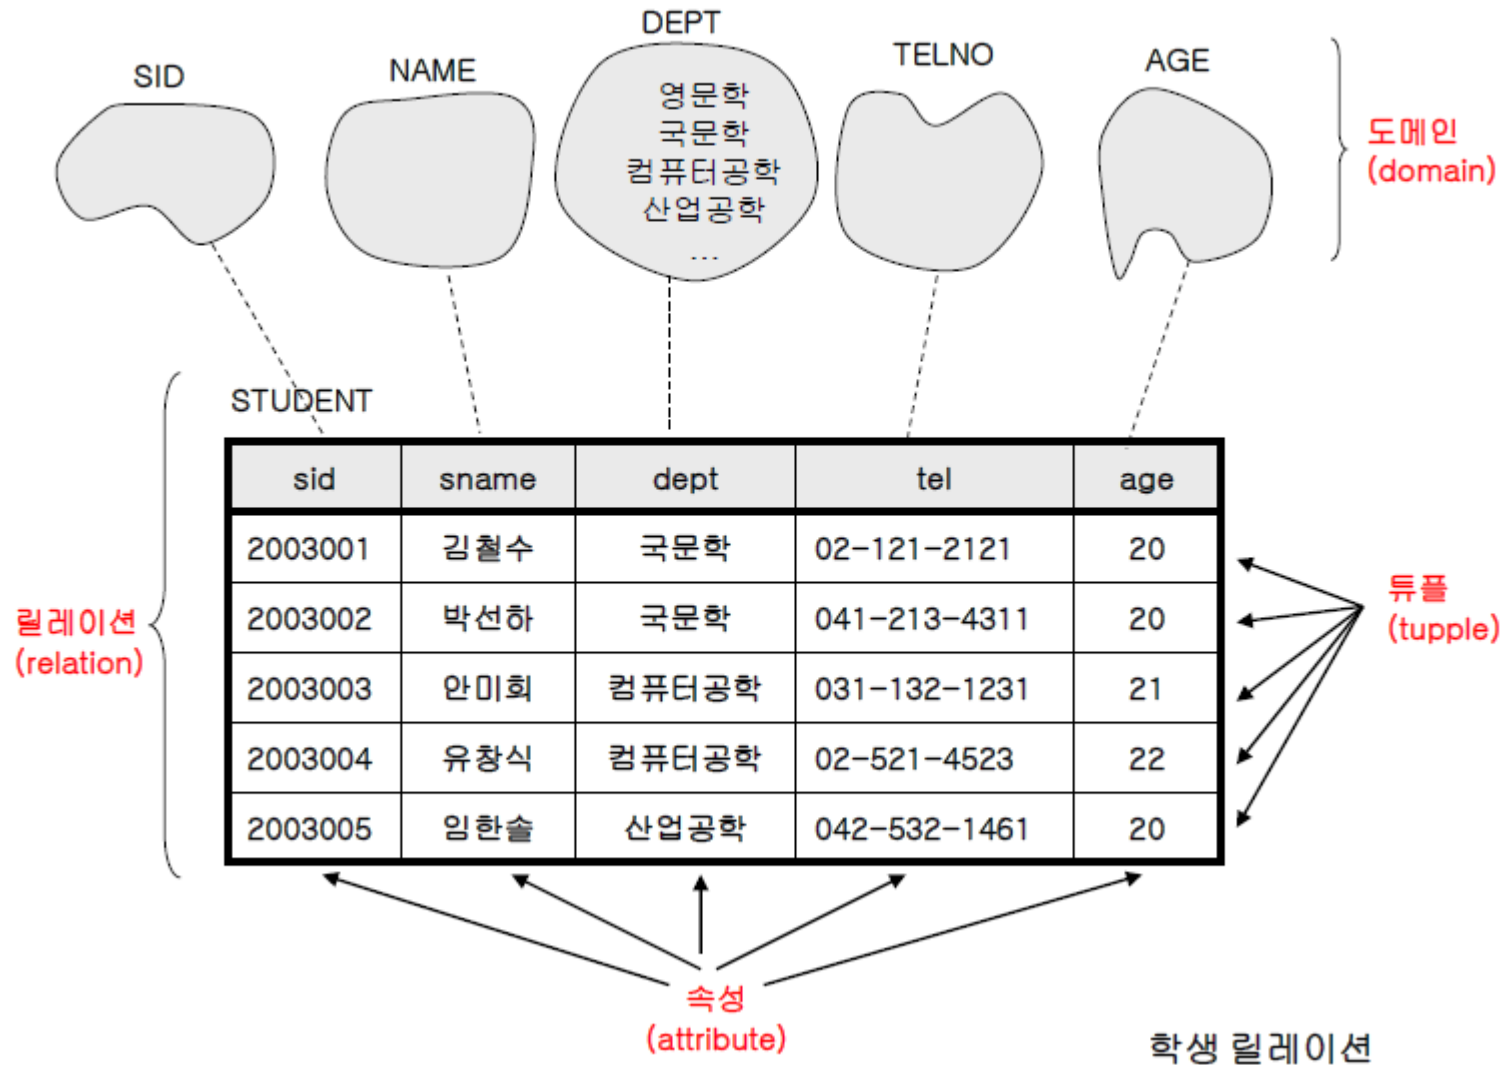 SID
NAME
DEPT
TELNO
AGE
영문학
국문학
컴퓨터공학
산업공학
...
도메인
(domain)
STUDENT
sid sname dept tel age
2003001 김철수 국문학 02-121-2121 20
2003002 박선하 국문학 041-213-4311 20
2003003 안미희 컴퓨터공학 031-132-1231 21
2003004 유창식 컴퓨터공학 02-521-4523 22
2003005 임한솔 산업공학 042-532-1461 20
릴레이션
(relation)
튜플
(tupple)
속성
(attribute)
학생 릴레이션